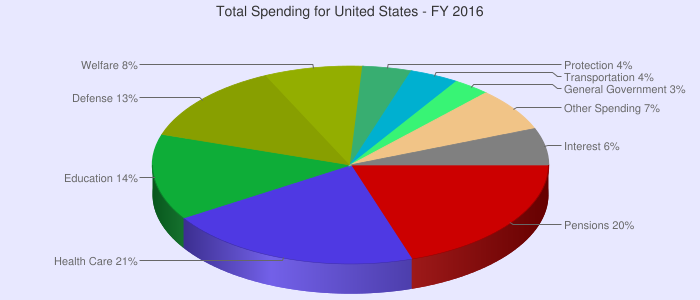 Total Spending for United States - FY 2016
Welfare 8%
Protection 4%
Transportation 4%
General Government 3%
Defense 13%
Other Spending 7%
Interest 6%
Education 14%
Pensions 20%
Health Care 21%